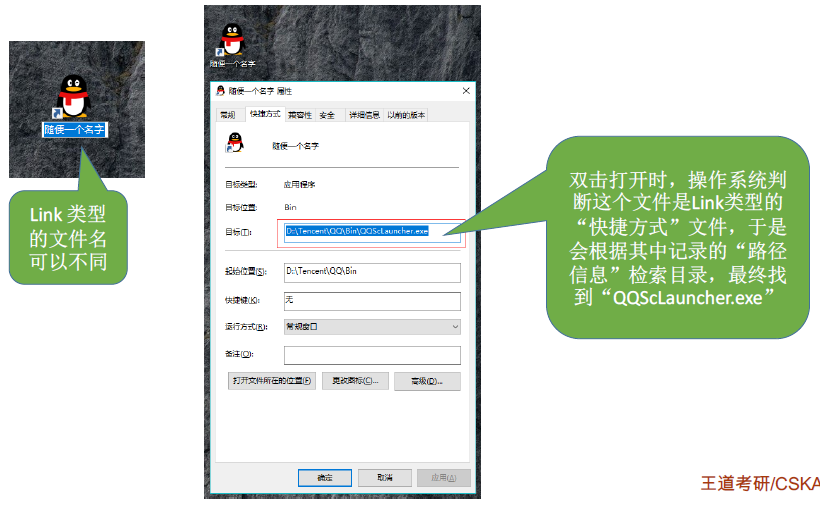 随便一个名字
Link 类型
的文件名
可以不同
随便一个名字
随便一个名字 属性
常规 快捷方式 兼容性 安全 详细信息 以前的版本
随便一个名字
目标类型: 应用程序
目标位置: Bin
目标(T): D:\Tencent\QQ\Bin\QQScLauncher.exe
起始位置(S): D:\Tencent\QQ\Bin
快捷键(K): 无
运行方式(R): 常规窗口
备注(O):
打开文件所在的位置(F) 更改图标(C)... 高级(D)...
确定 取消 应用(A)
双击打开时，操作系统判
断这个文件是Link类型的
“快捷方式”文件，于是
会根据其中记录的“路径
信息”检索目录，最终找
到“QQScLauncher.exe”
王道考研/CSKA